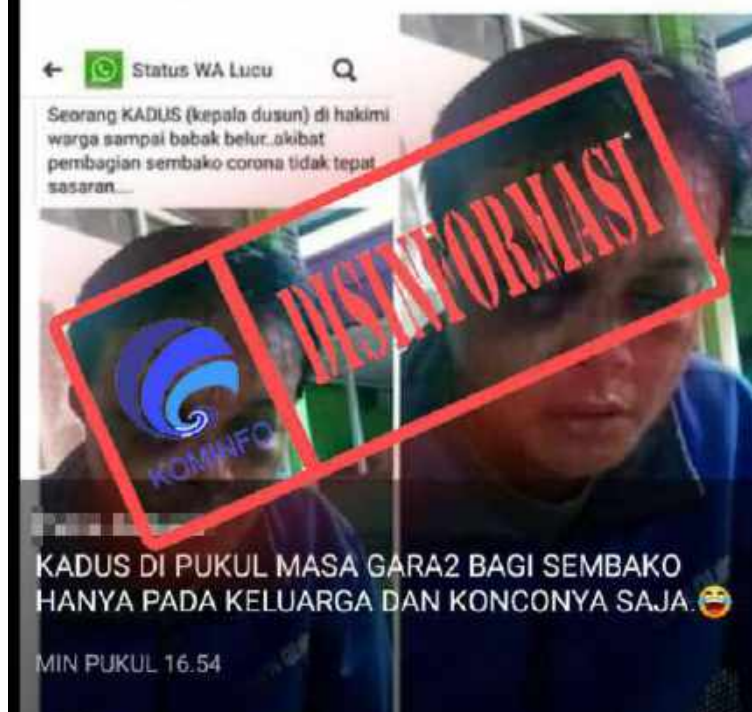 Status WA Lucu
Seorang KADUS (kepala dusun) di hakimi
warga sampai babak belur..akibat
pembagian sembako corona tidak tepat
sasaran....
DISINFORMASI
KOMINFO
KADUS DI PUKUL MASA GARA2 BAGI SEMBAKO
HANYA PADA KELUARGA DAN KONCONYA SAJA.😂
MIN PUKUL 16.54